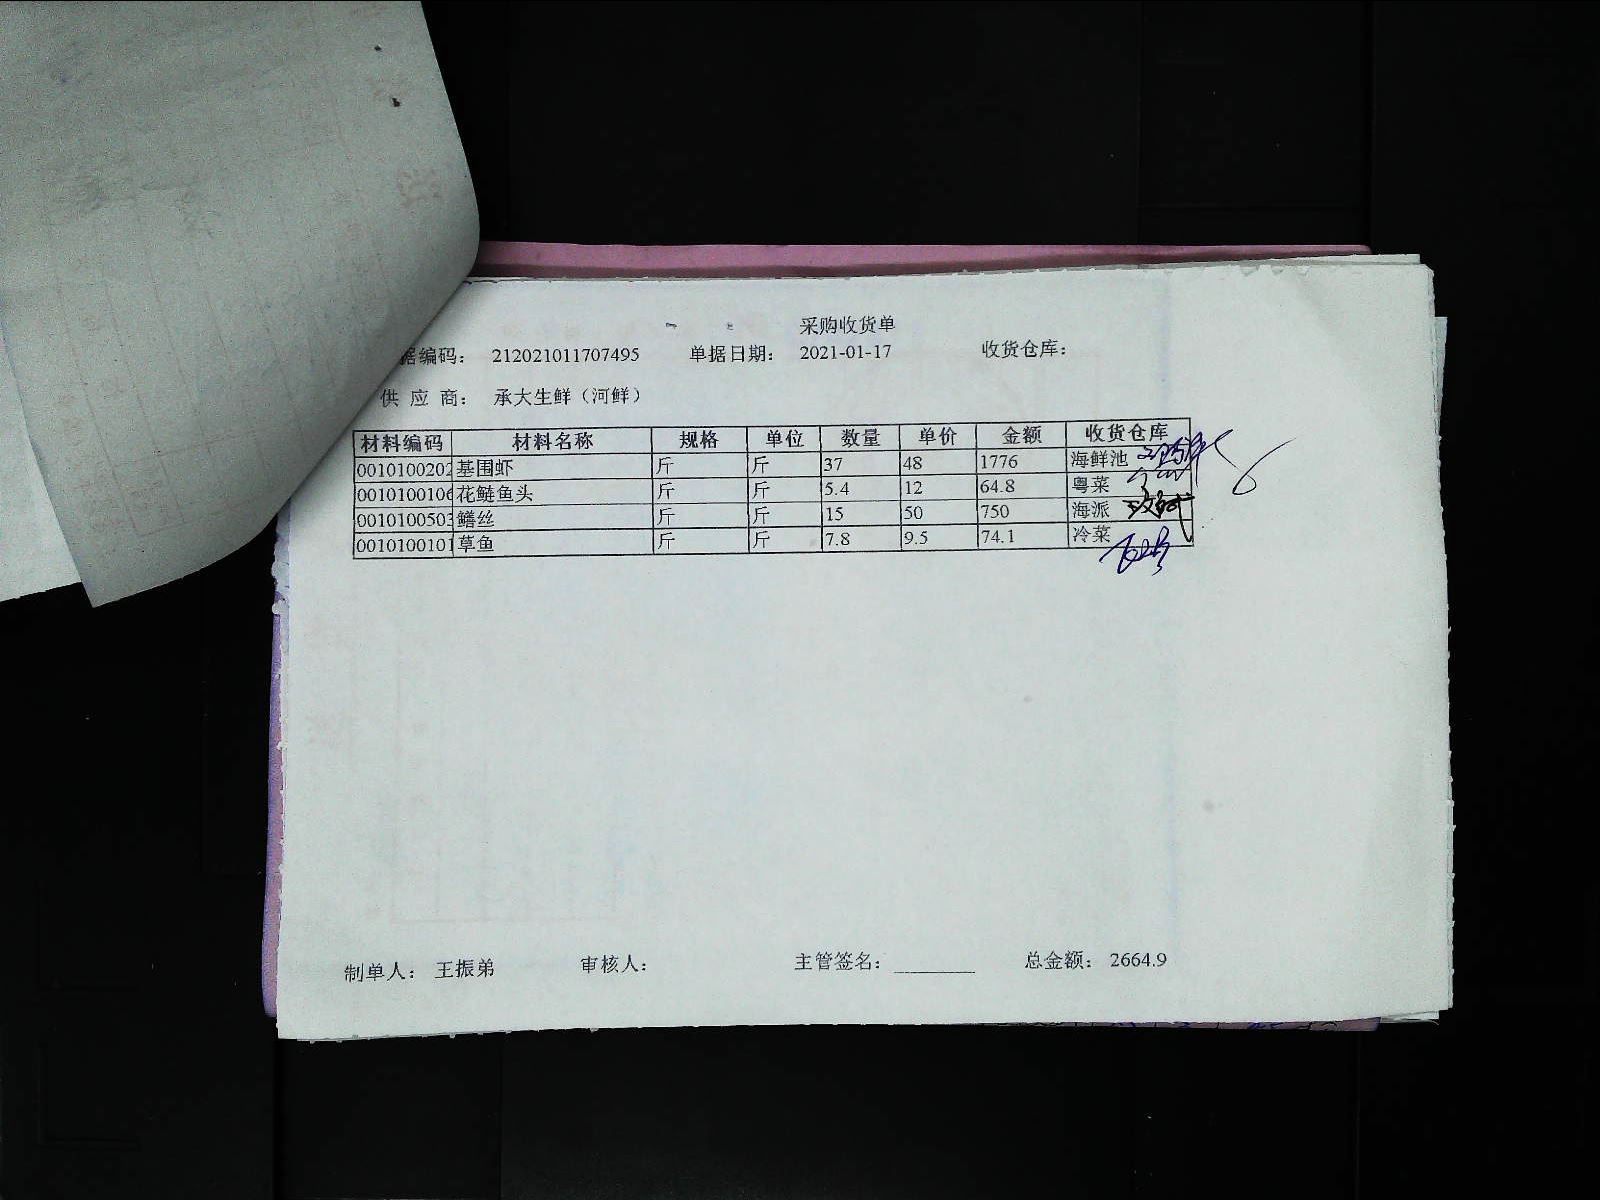 采购收货单
据编码： 212021011707495 单据日期： 2021-01-17 收货仓库：
供 应 商： 承大生鲜（河鲜）
材料编码 材料名称 规格 单位 数量 单价 金额 收货仓库
0010100202 基围虾 斤 斤 37 48 1776 海鲜池
0010100106 花鲢鱼头 斤 斤 5.4 12 64.8 粤菜
0010100503 鳝丝 斤 斤 15 50 750 海派
0010100101 草鱼 斤 斤 7.8 9.5 74.1 冷菜
制单人： 王振弟 审核人： 主管签名： 总金额： 2664.9